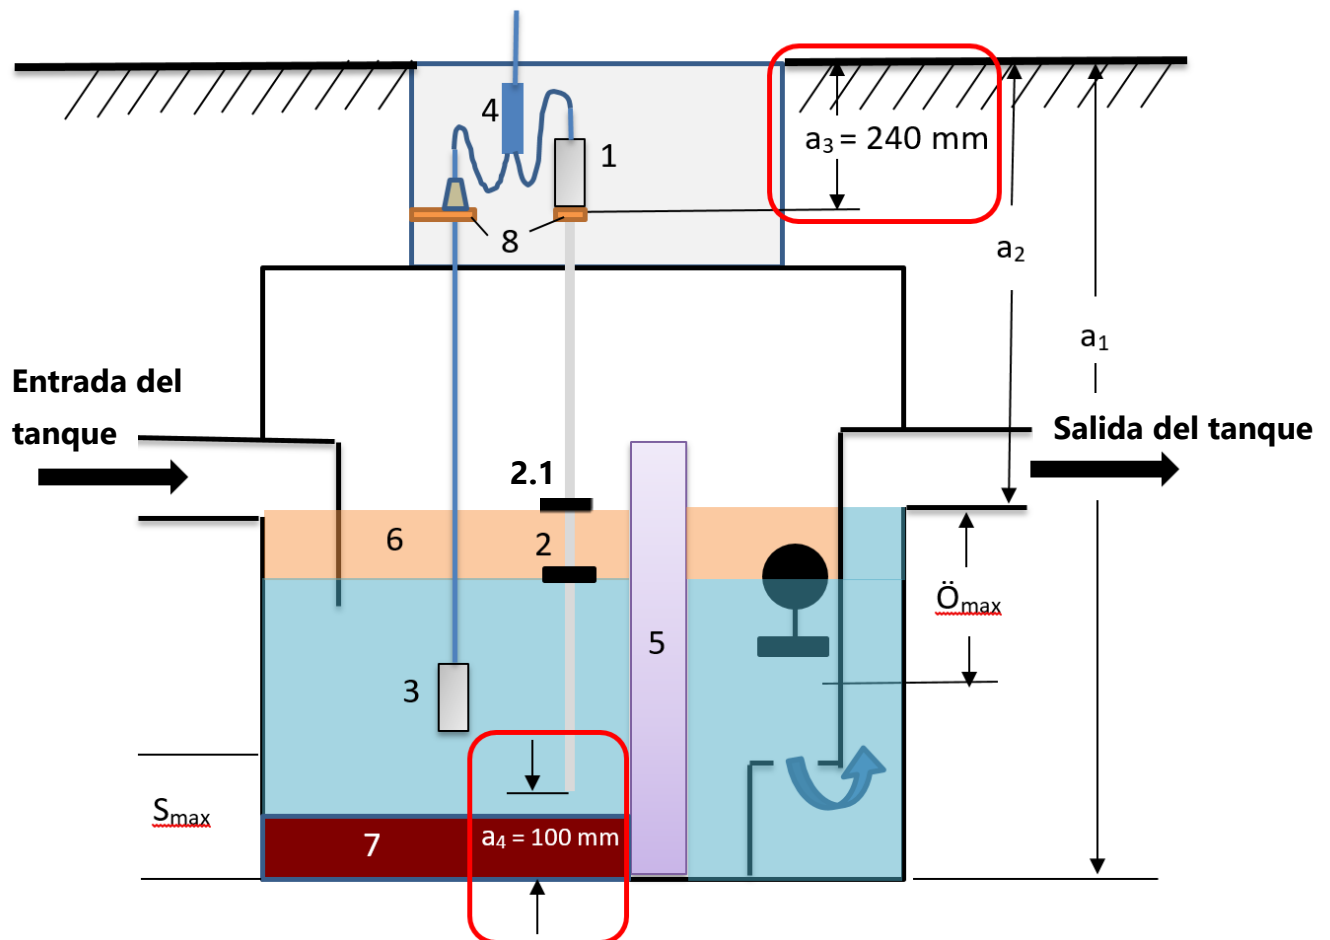 4
1
a₃ = 240 mm
8
a₂
a₁
Entrada del
tanque
Salida del tanque
2.1
6
2
Ömax
5
3
Smax
7
a₄ = 100 mm